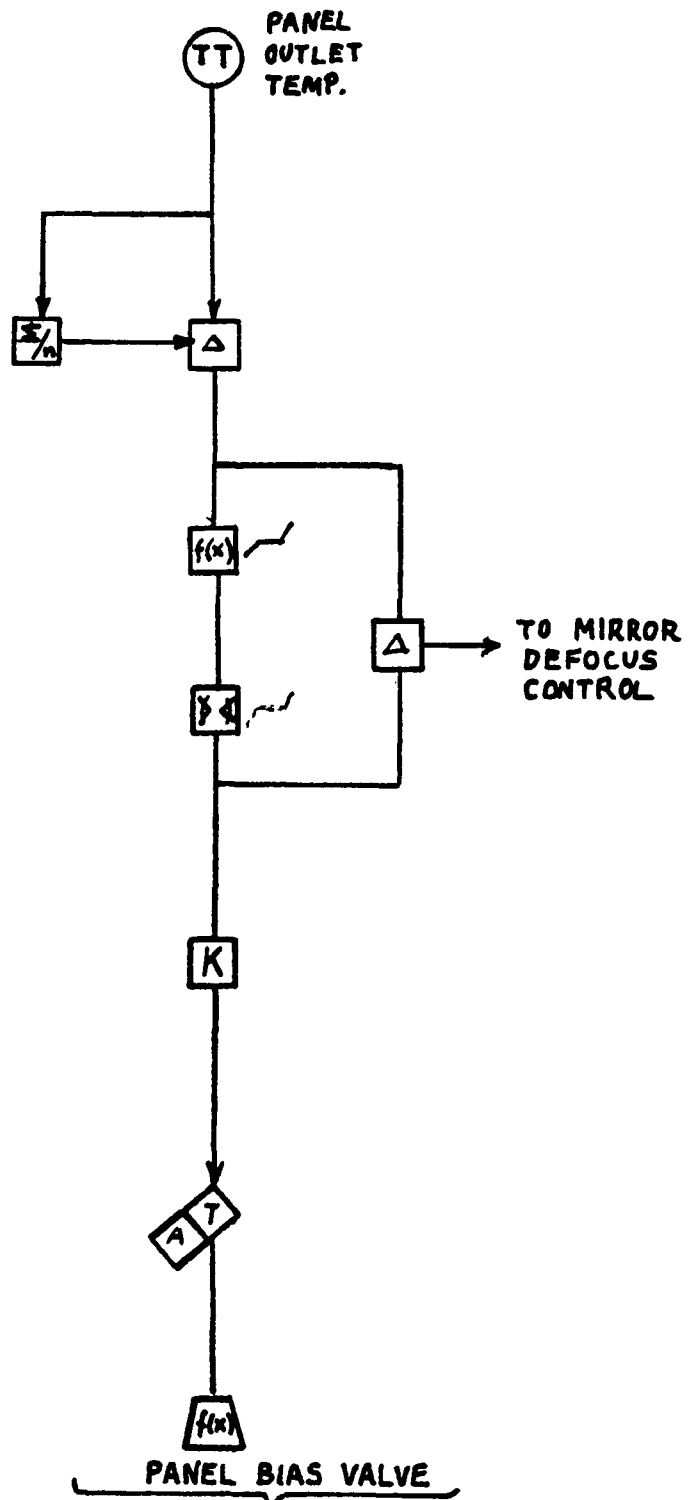 TT
PANEL
OUTLET
TEMP.
Σ/n
Δ
f(x)
Δ
TO MIRROR
DEFOCUS
CONTROL
K
T
A
f(x)
PANEL BIAS VALVE